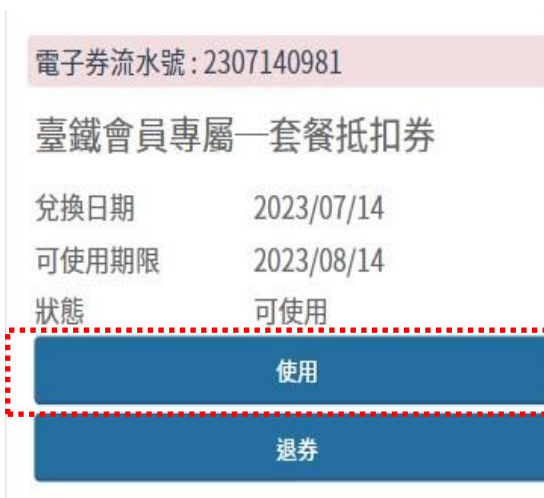 電子券流水號 : 2307140981
臺鐵會員專屬—套餐抵扣券
兌換日期 2023/07/14
可使用期限 2023/08/14
狀態 可使用
使用
退券